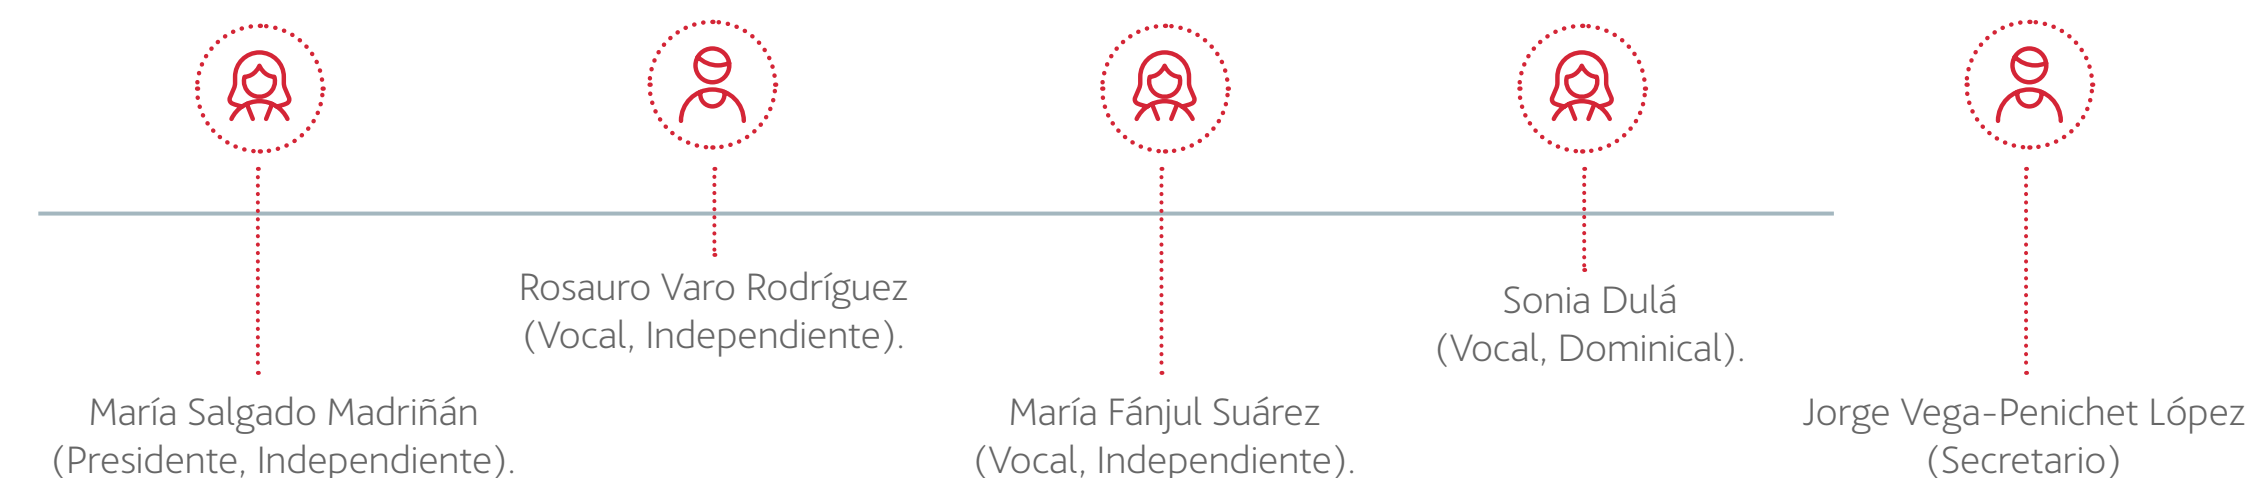 María Salgado Madriñán
(Presidente, Independiente).
Rosauro Varo Rodríguez
(Vocal, Independiente).
María Fánjul Suárez
(Vocal, Independiente).
Sonia Dulá
(Vocal, Dominical).
Jorge Vega-Penichet López
(Secretario)